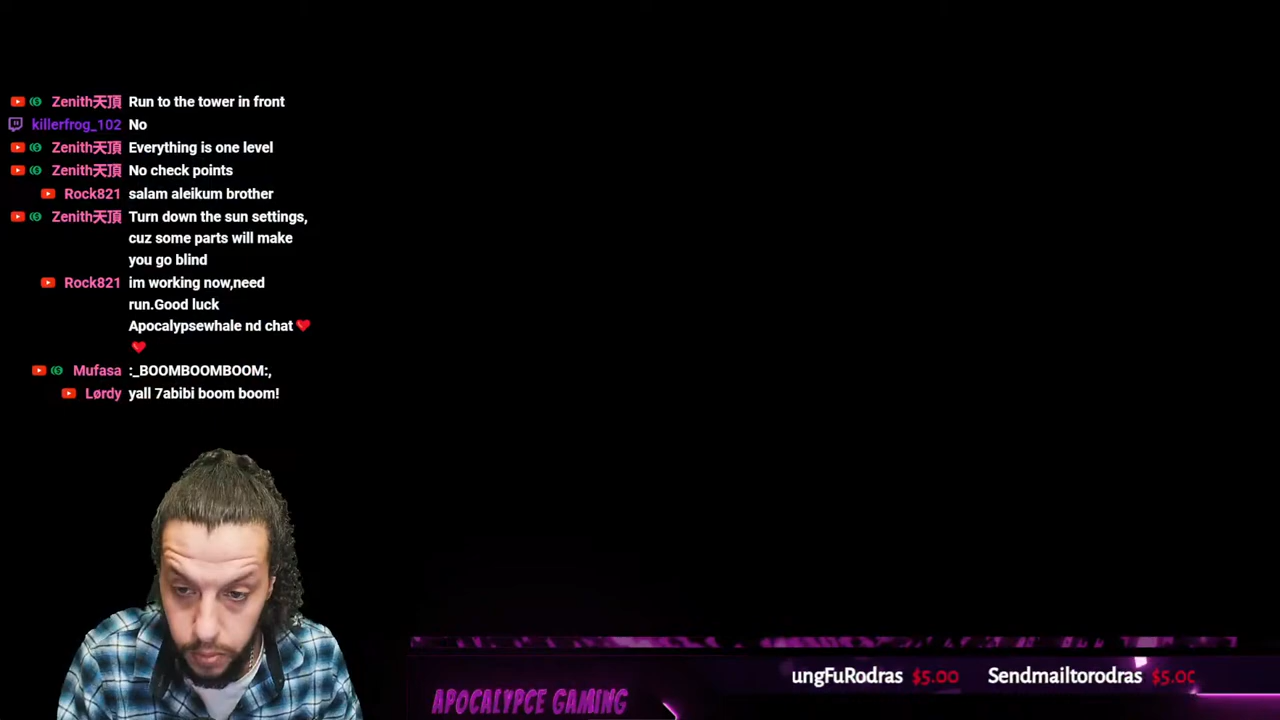 Zenith天頂 Run to the tower in front
killerfrog_102 No
Zenith天頂 Everything is one level
Zenith天頂 No check points
Rock821 salam aleikum brother
Zenith天頂 Turn down the sun settings,
cuz some parts will make
you go blind
Rock821 im working now,need
run.Good luck
Apocalypsewhale nd chat ❤️
❤️
Mufasa :_BOOMBOOMBOOM:,
Lørdy yall 7abibi boom boom!
ungFuRodras $5.00 Sendmailtorodras $5.00
APOCALYPCE GAMING